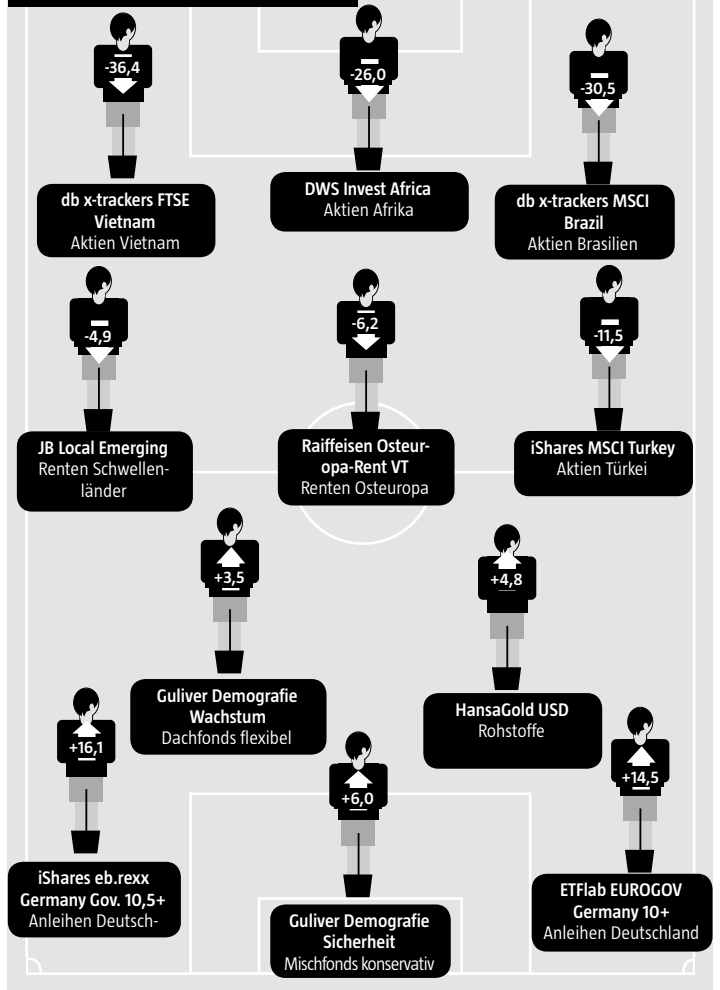 -36,4
db x-trackers FTSE
Vietnam
Aktien Vietnam
-26,0
DWS Invest Africa
Aktien Afrika
-30,5
db x-trackers MSCI
Brazil
Aktien Brasilien
-4,9
JB Local Emerging
Renten Schwellen-
länder
-6,2
Raiffeisen Osteur-
opa-Rent VT
Renten Osteuropa
-11,5
iShares MSCI Turkey
Aktien Türkei
+3,5
Guliver Demografie
Wachstum
Dachfonds flexibel
+4,8
HansaGold USD
Rohstoffe
+16,1
iShares eb.rexx
Germany Gov. 10,5+
Anleihen Deutsch-
+6,0
Guliver Demografie
Sicherheit
Mischfonds konservativ
+14,5
ETFlab EUROGOV
Germany 10+
Anleihen Deutschland